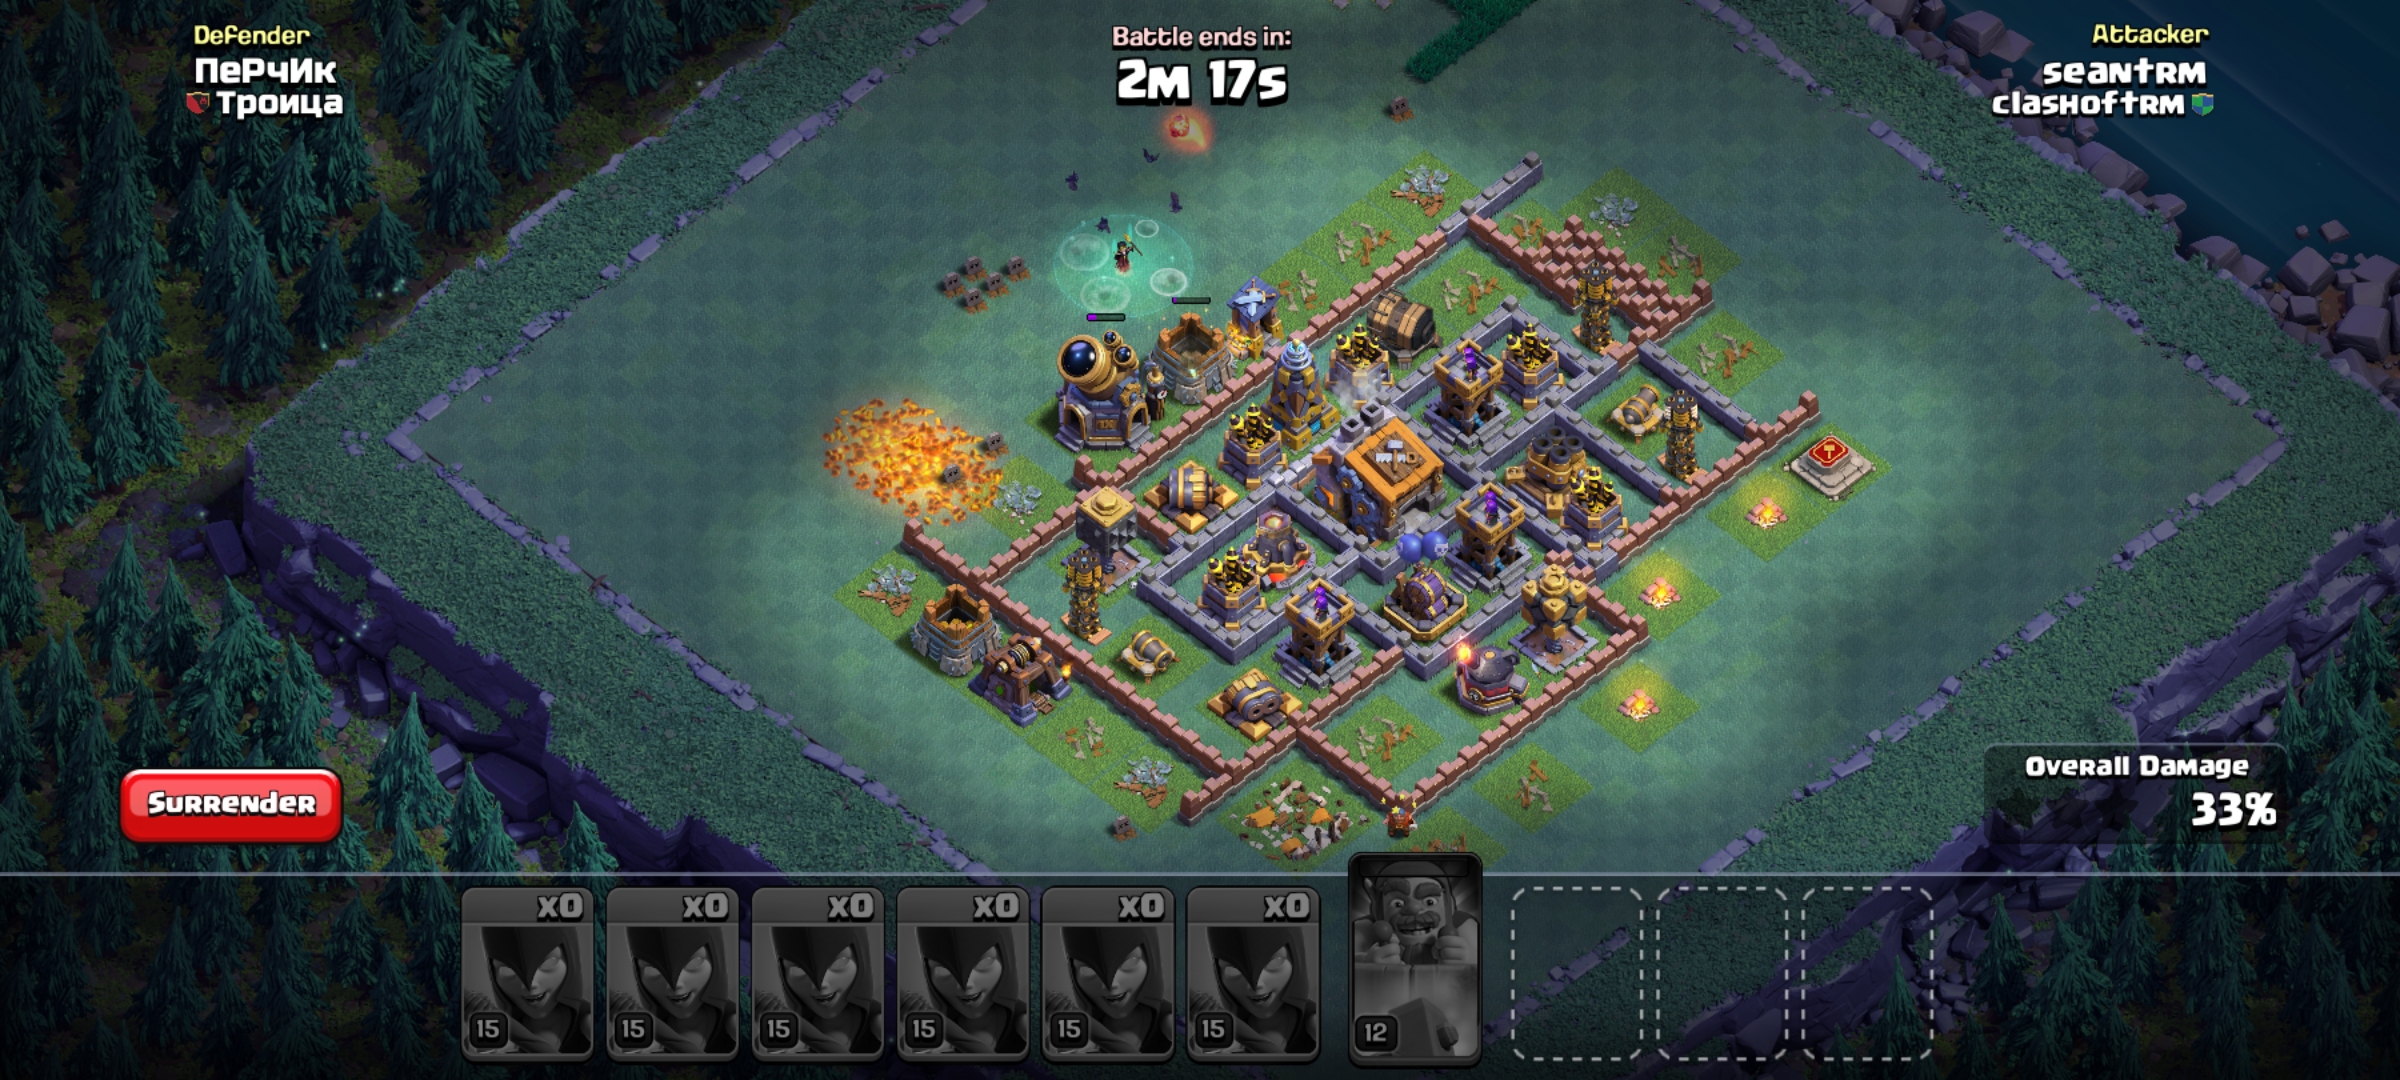 Defender
ПеРчИк
Троица
Battle ends in:
2M 17S
Attacker
seantRM
clashoftRM
Surrender
Overall Damage
33%
x0
x0
x0
x0
x0
x0
15
15
15
15
15
15
12